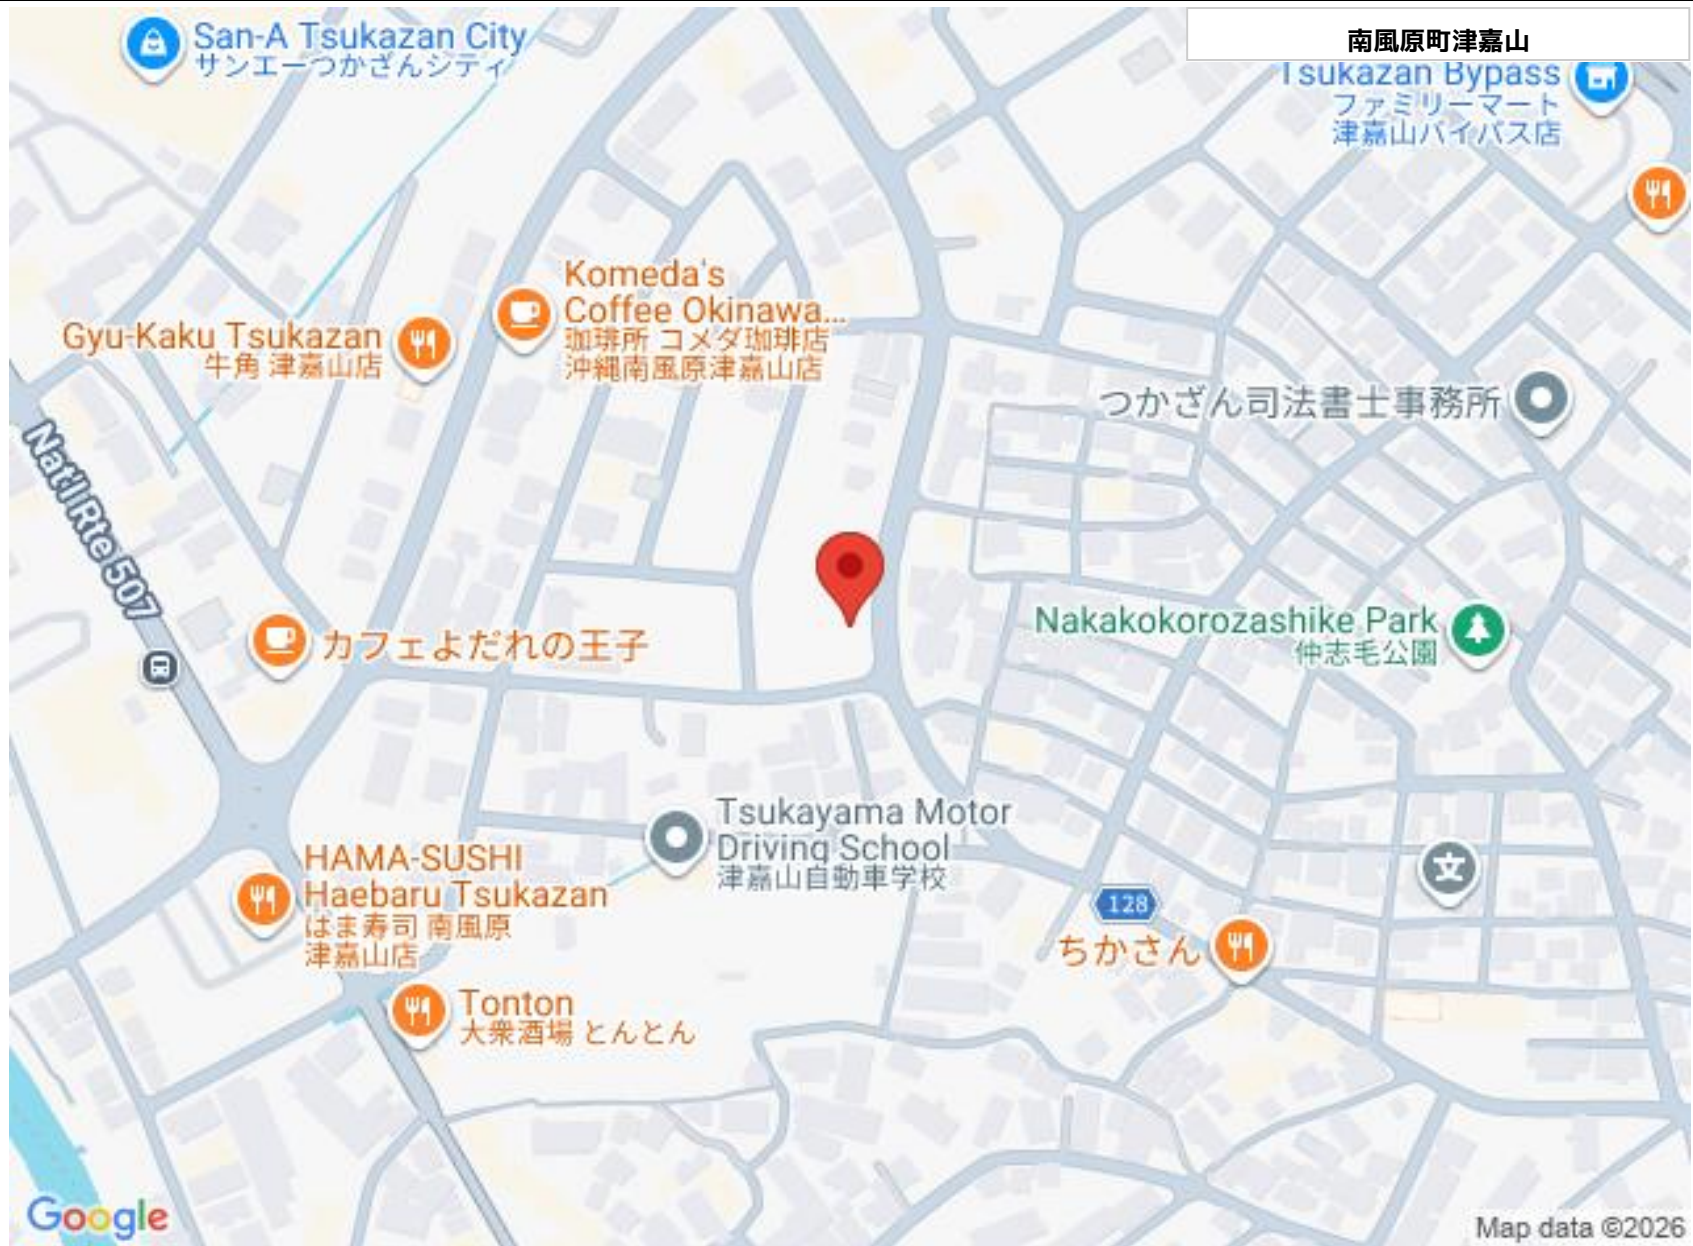 San-A Tsukazan City
サンエーつかざんシティ
南風原町津嘉山
Tsukazan Bypass
ファミリーマート
津嘉山バイパス店
Komeda's
Coffee Okinawa...
珈琲所 コメダ珈琲店
沖縄南風原津嘉山店
Gyu-Kaku Tsukazan
牛角 津嘉山店
つかざん司法書士事務所
Nat'l Rte 507
カフェよだれの王子
Nakakokorozashike Park
仲志毛公園
Tsukayama Motor
Driving School
津嘉山自動車学校
HAMA-SUSHI
Haebaru Tsukazan
はま寿司 南風原
津嘉山店
文
128
ちかさん
Tonton
大衆酒場 とんとん
Google
Map data ©2026